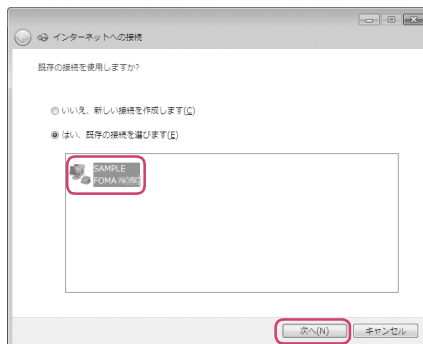 インターネットへの接続
既存の接続を使用しますか?
いいえ、新しい接続を作成します(C)
はい、既存の接続を選びます(E)
SAMPLE
FOMA
次へ(N)
キャンセル